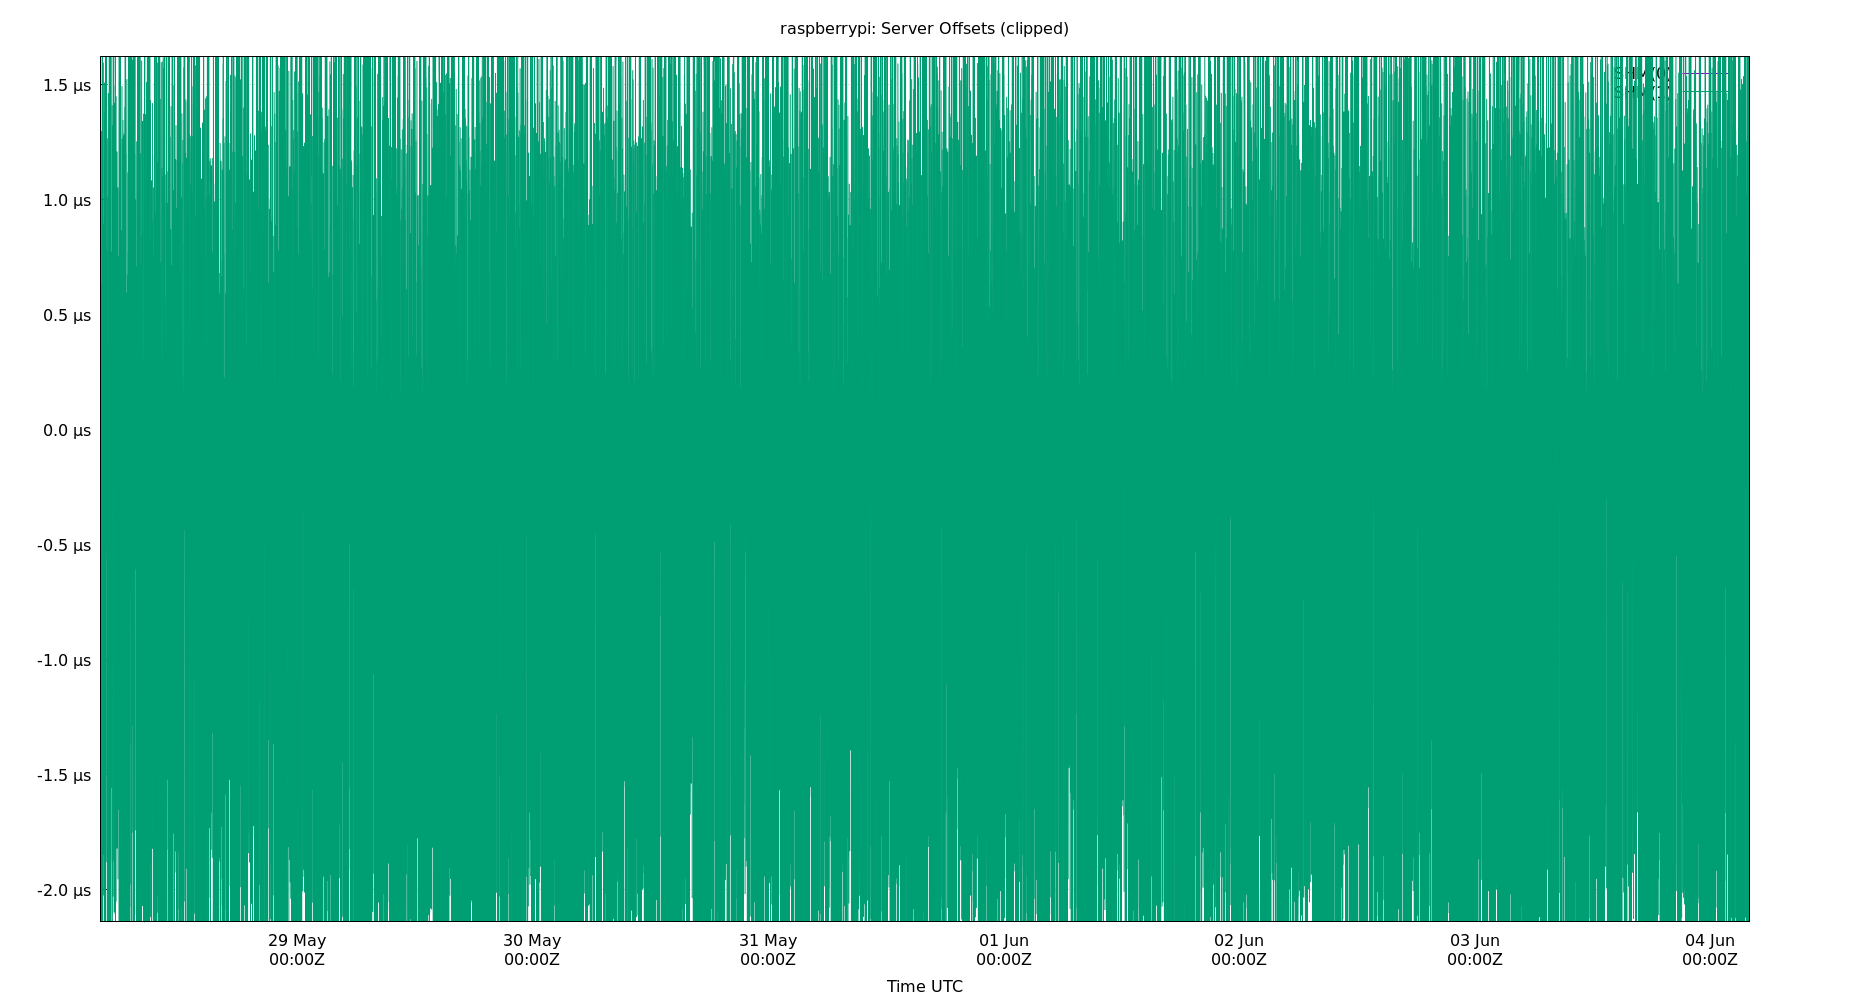 raspberrypi: Server Offsets (clipped)
1.5 µs
1.0 µs
0.5 µs
0.0 µs
-0.5 µs
-1.0 µs
-1.5 µs
-2.0 µs
29 May
00:00Z
30 May
00:00Z
31 May
00:00Z
01 Jun
00:00Z
02 Jun
00:00Z
03 Jun
00:00Z
04 Jun
00:00Z
Time UTC